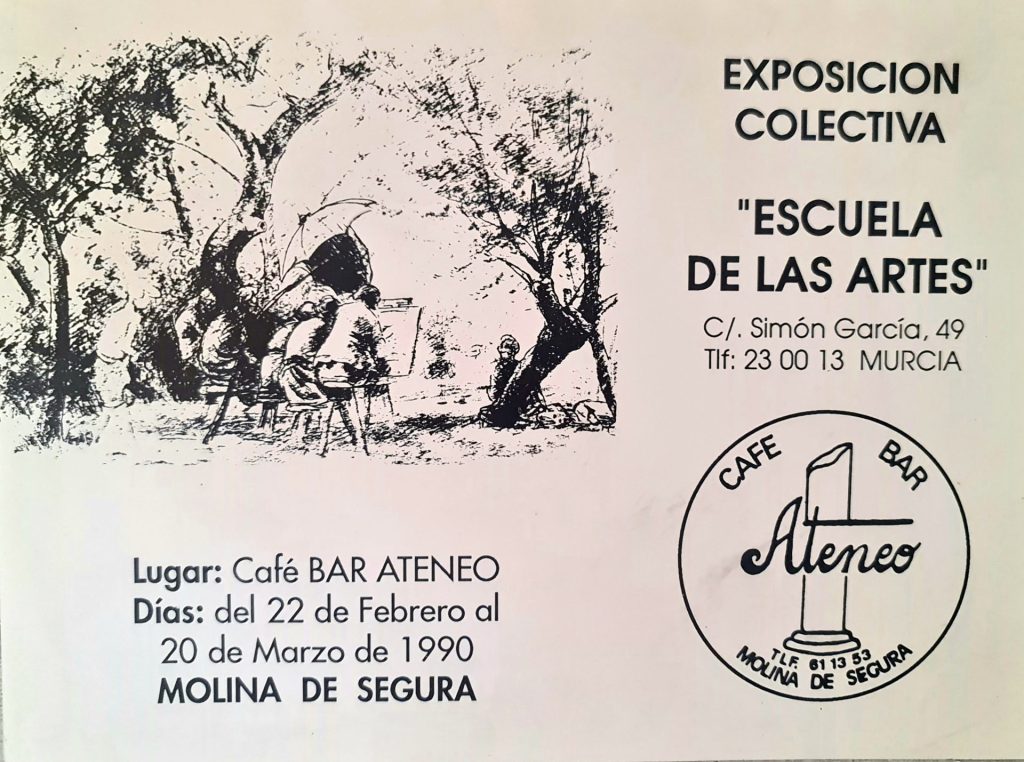 EXPOSICION
COLECTIVA
"ESCUELA
DE LAS ARTES"
C/. Simón García, 49
Tlf: 23 00 13 MURCIA
CAFE BAR
Ateneo
TLF. 61 13 53
MOLINA DE SEGURA
Lugar: Café BAR ATENEO
Días: del 22 de Febrero al
20 de Marzo de 1990
MOLINA DE SEGURA